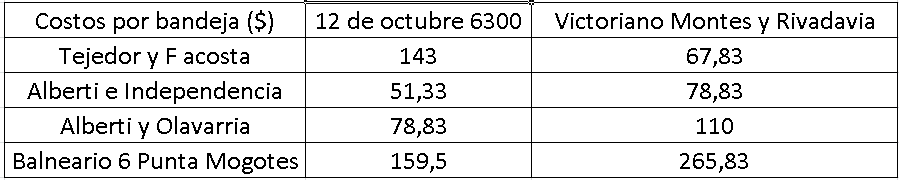 Costos por bandeja ($) 12 de octubre 6300 Victoriano Montes y Rivadavia
Tejedor y F acosta 143 67,83
Alberti e Independencia 51,33 78,83
Alberti y Olavarria 78,83 110
Balneario 6 Punta Mogotes 159,5 265,83